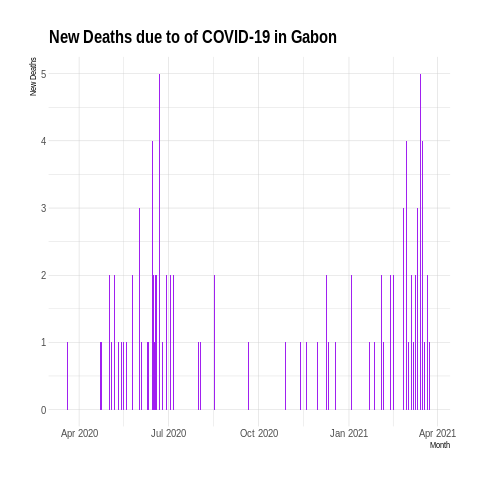 New Deaths due to of COVID-19 in Gabon
New Deaths
5
4
3
2
1
0
Apr 2020 Jul 2020 Oct 2020 Jan 2021 Apr 2021
Month